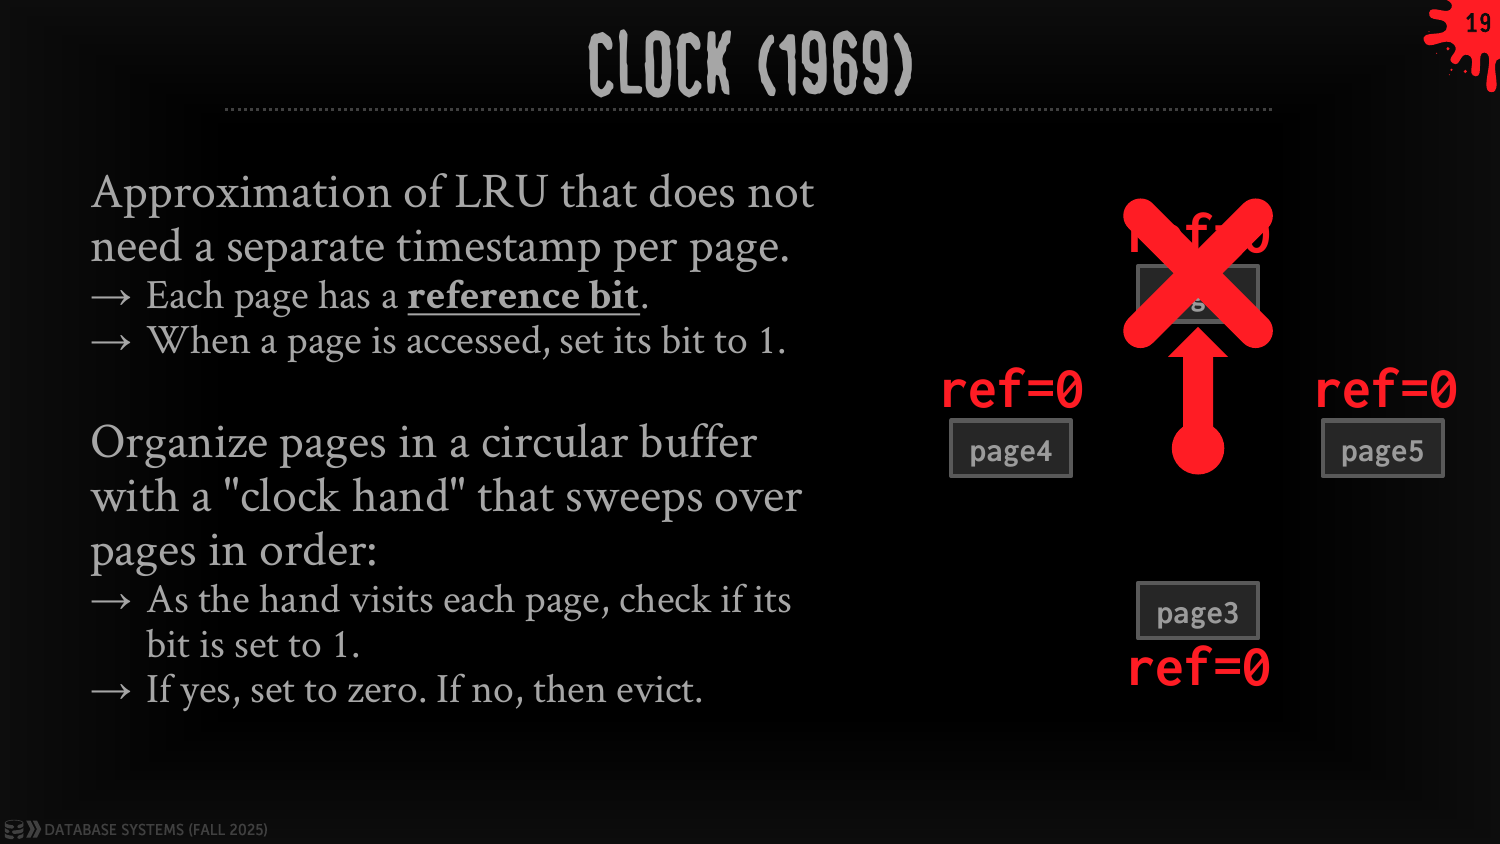 CLOCK (1969)
19
Approximation of LRU that does not
need a separate timestamp per page.
→ Each page has a reference bit.
→ When a page is accessed, set its bit to 1.
Organize pages in a circular buffer
with a "clock hand" that sweeps over
pages in order:
→ As the hand visits each page, check if its
bit is set to 1.
→ If yes, set to zero. If no, then evict.
ref=0
ref=0
page4
ref=0
page5
page3
ref=0
DATABASE SYSTEMS (FALL 2025)